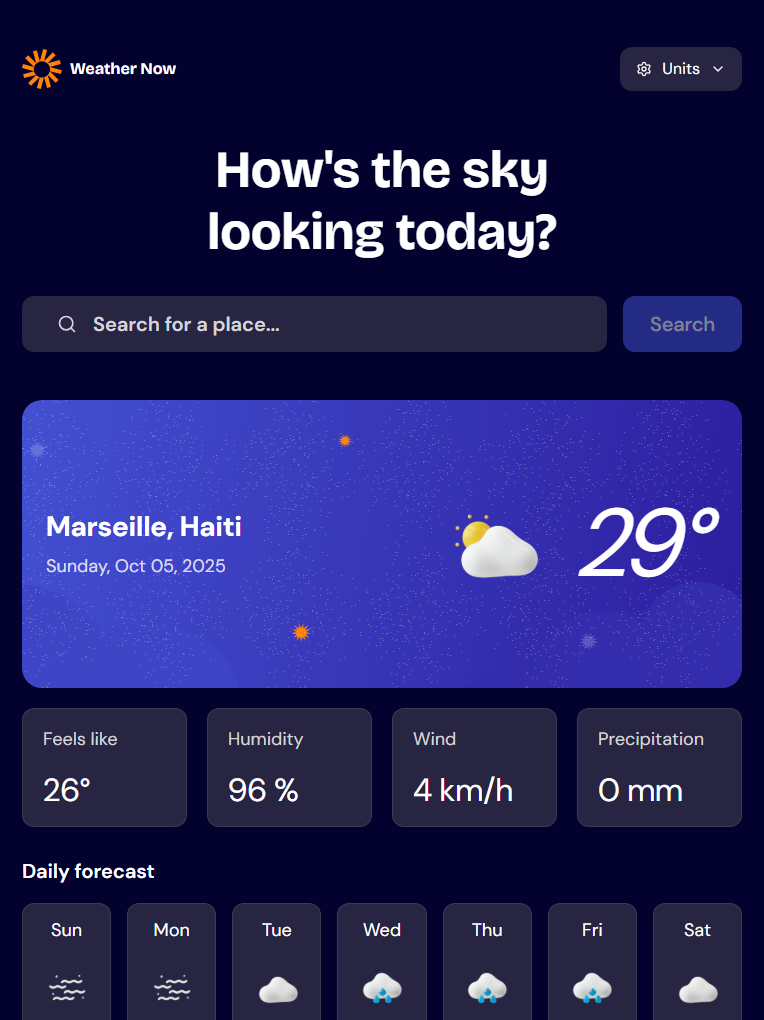 Weather Now
Units
How's the sky
looking today?
Search for a place...
Search
Marseille, Haiti
Sunday, Oct 05, 2025
29°
Feels like
26°
Humidity
96 %
Wind
4 km/h
Precipitation
0 mm
Daily forecast
Sun
Mon
Tue
Wed
Thu
Fri
Sat